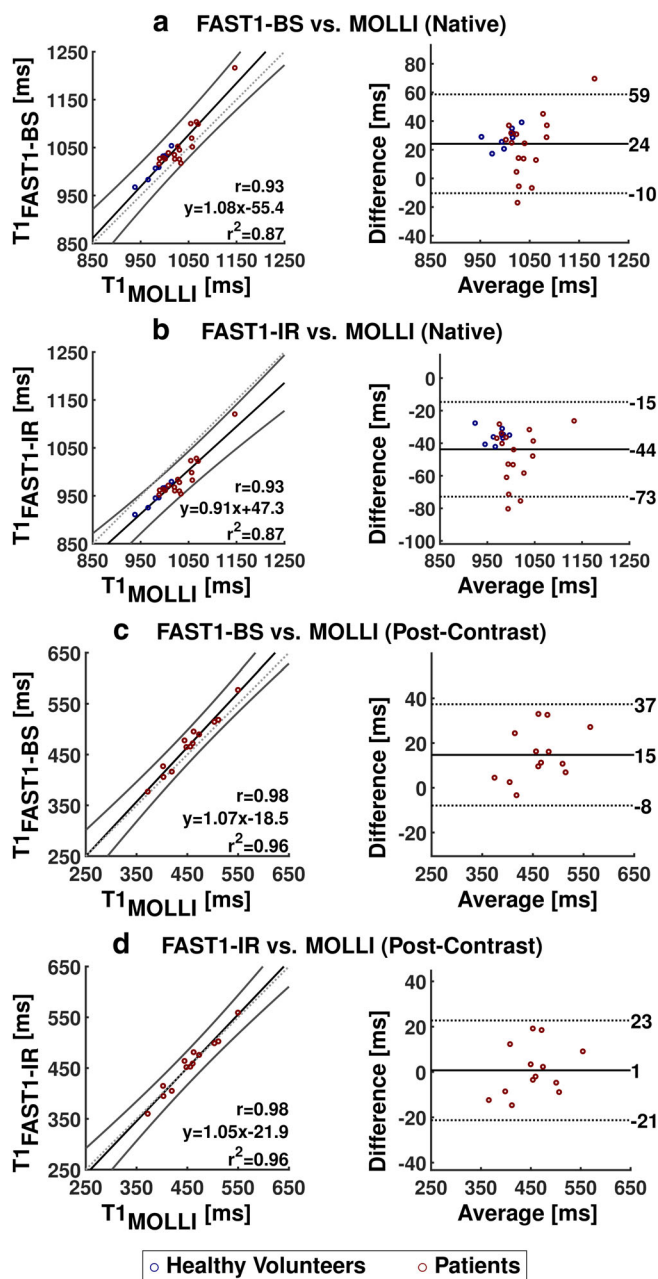 a FAST1-BS vs. MOLLI (Native)
1250
1150
1050
950
850
T1FAST1-BS [ms]
r=0.93
y=1.08x-55.4
r²=0.87
850 950 1050 1150 1250
T1MOLLI [ms]
80
60
40
20
0
-20
-40
Difference [ms]
59
24
-10
850 950 1050 1150 1250
Average [ms]
b FAST1-IR vs. MOLLI (Native)
1250
1150
1050
950
850
T1FAST1-IR [ms]
r=0.93
y=0.91x+47.3
r²=0.87
850 950 1050 1150 1250
T1MOLLI [ms]
0
-20
-40
-60
-80
-100
Difference [ms]
-15
-44
-73
850 950 1050 1150 1250
Average [ms]
c FAST1-BS vs. MOLLI (Post-Contrast)
650
550
450
350
250
T1FAST1-BS [ms]
r=0.98
y=1.07x-18.5
r²=0.96
250 350 450 550 650
T1MOLLI [ms]
40
20
0
-20
Difference [ms]
37
15
-8
250 350 450 550 650
Average [ms]
d FAST1-IR vs. MOLLI (Post-Contrast)
650
550
450
350
250
T1FAST1-IR [ms]
r=0.98
y=1.05x-21.9
r²=0.96
250 350 450 550 650
T1MOLLI [ms]
40
20
0
-20
-40
Difference [ms]
23
1
-21
250 350 450 550 650
Average [ms]
Healthy Volunteers Patients